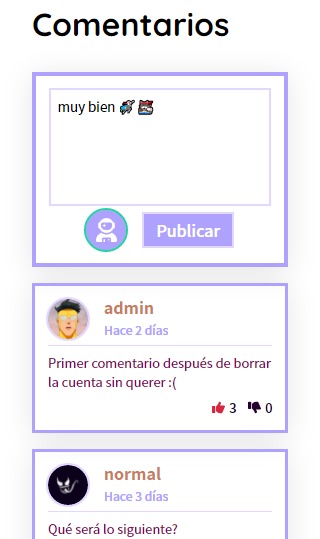 Comentarios
muy bien
Publicar
admin
Hace 2 días
Primer comentario después de borrar
la cuenta sin querer :(
3 0
normal
Hace 3 días
Qué será lo siguiente?